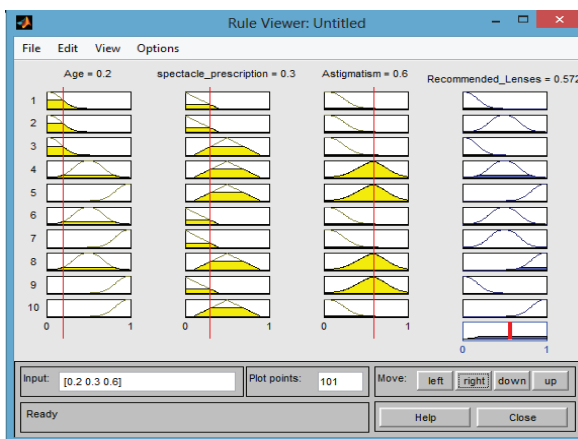 Rule Viewer: Untitled
File Edit View Options
Age = 0.2 spectacle_prescription = 0.3 Astigmatism = 0.6 Recommended_Lenses = 0.572
1
2
3
4
5
6
7
8
9
10
0 1 0 1 0 1
0 1
Input: [0.2 0.3 0.6] Plot points: 101 Move: left right down up
Ready Help Close